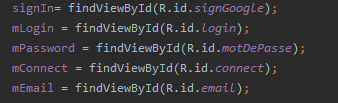 signIn= findViewById(R.id.signGoogle);
mLogin = findViewById(R.id.login);
mPassword = findViewById(R.id.motDePasse);
mConnect = findViewById(R.id.connect);
mEmail = findViewById(R.id.email);